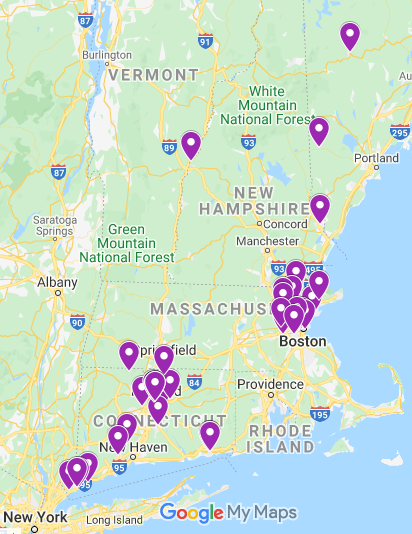 Burlington
89
91
VERMONT
White
Mountain
National Forest
87
295
89
93
Portland
NEW
HAMPSHIRE
Saratoga
Springs
Green
Mountain
National Forest
Concord
Manchester
87
Albany
93
495
90
MASSACHUS
Boston
Springfield
84
Providence
195
CONNECTICUT
RHODE
ISLAND
New Haven
95
95
95
New York
Long Island
Google My Maps